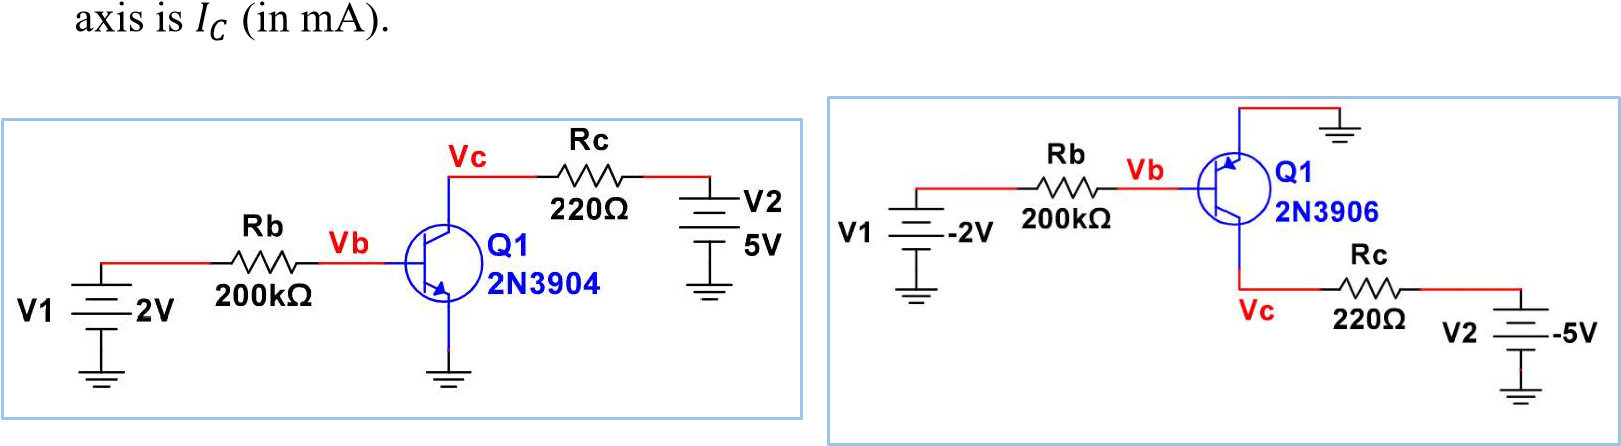 axis is I_C (in mA).
Rc
Vc
220Ω
V2
5V
Rb
Vb
Q1
2N3904
200kΩ
V1
2V
Rb
Vb
Q1
2N3906
200kΩ
V1
-2V
Rc
Vc
220Ω
V2
-5V